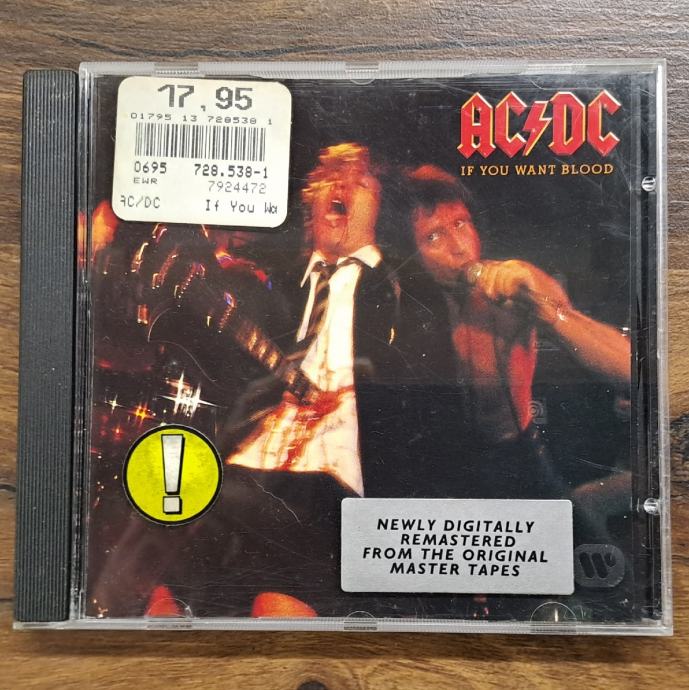 17,95
01795 13 728538 1
0695 728.538-1
EWR 7924472
AC/DC If You Wa
AC⚡DC
IF YOU WANT BLOOD
!
NEWLY DIGITALLY
REMASTERED
FROM THE ORIGINAL
MASTER TAPES